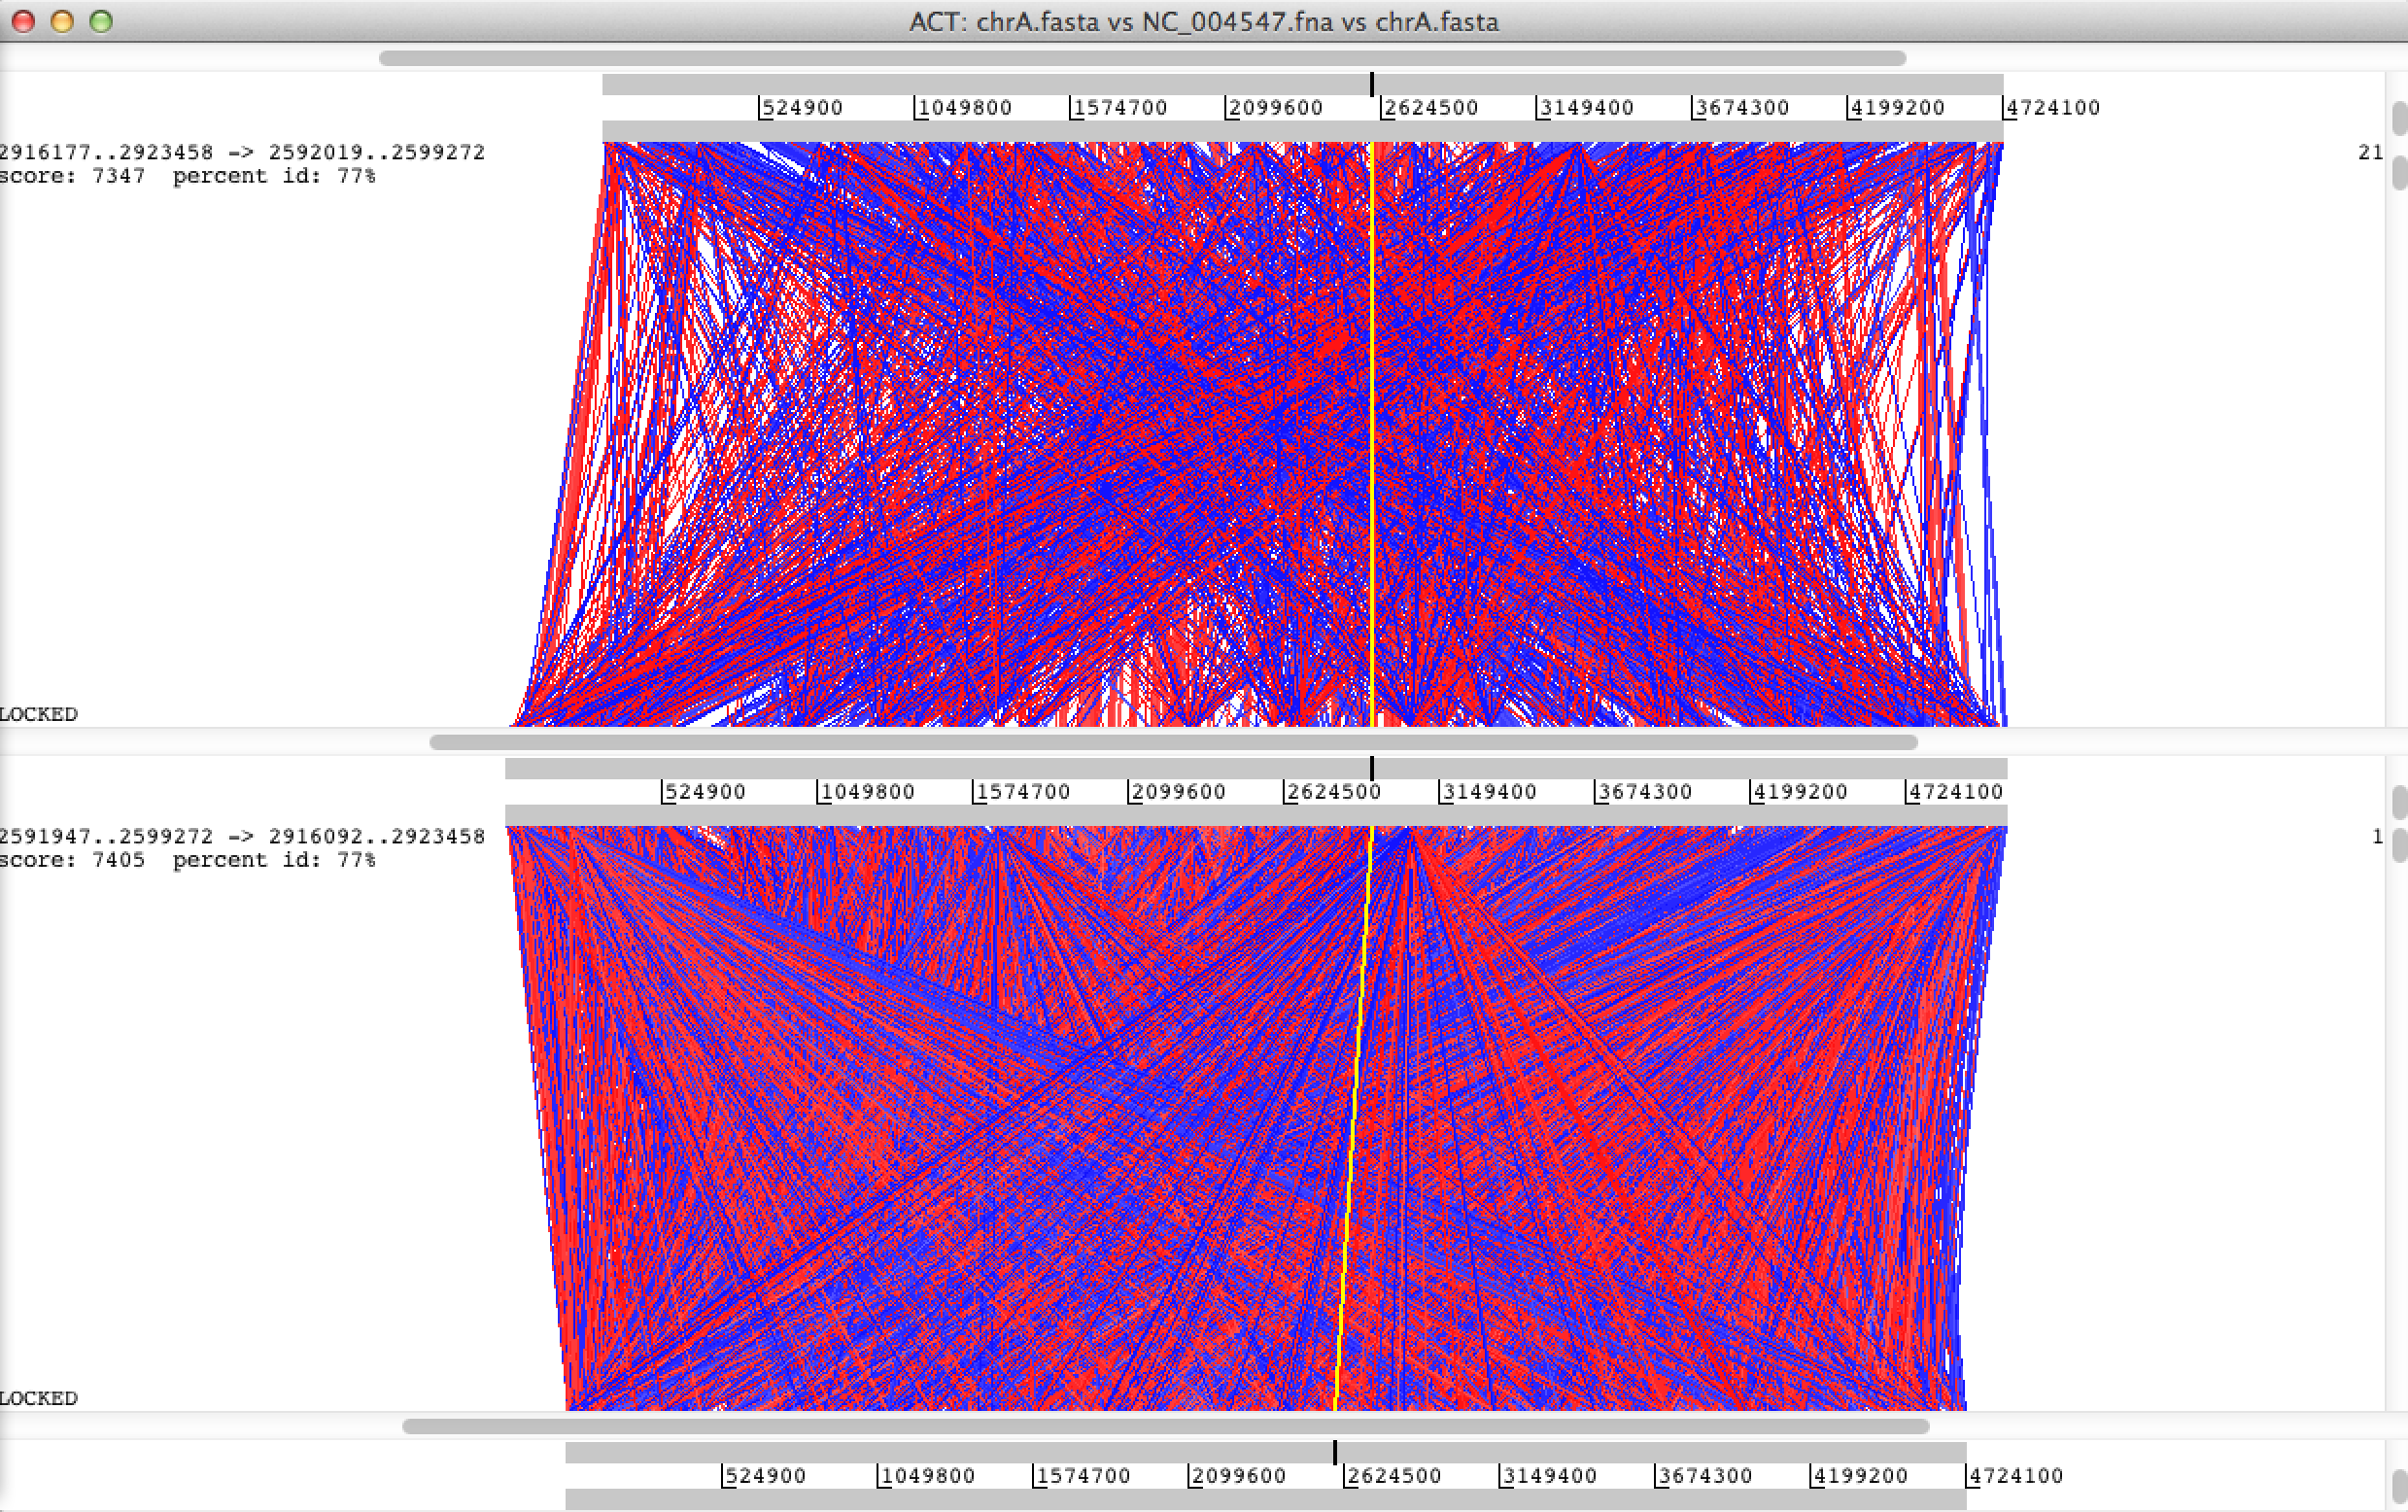 ACT: chrA.fasta vs NC_004547.fna vs chrA.fasta
524900 1049800 1574700 2099600 2624500 3149400 3674300 4199200 4724100
2916177..2923458 -> 2592019..2599272 21
score: 7347 percent id: 77%
LOCKED
524900 1049800 1574700 2099600 2624500 3149400 3674300 4199200 4724100
2591947..2599272 -> 2916092..2923458 1
score: 7405 percent id: 77%
LOCKED
524900 1049800 1574700 2099600 2624500 3149400 3674300 4199200 4724100